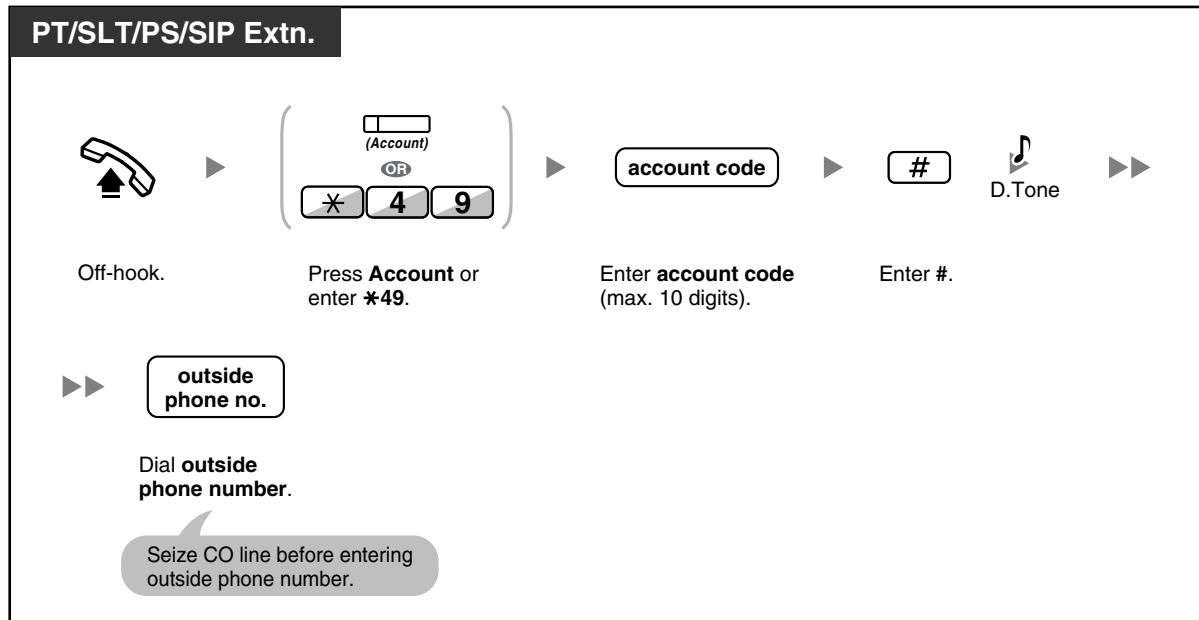 PT/SLT/PS/SIP Extn.
(Account)
OR
* 4 9
account code
#
D.Tone
Off-hook.
Press Account or
enter *49.
Enter account code
(max. 10 digits).
Enter #.
outside
phone no.
Dial outside
phone number.
Seize CO line before entering
outside phone number.